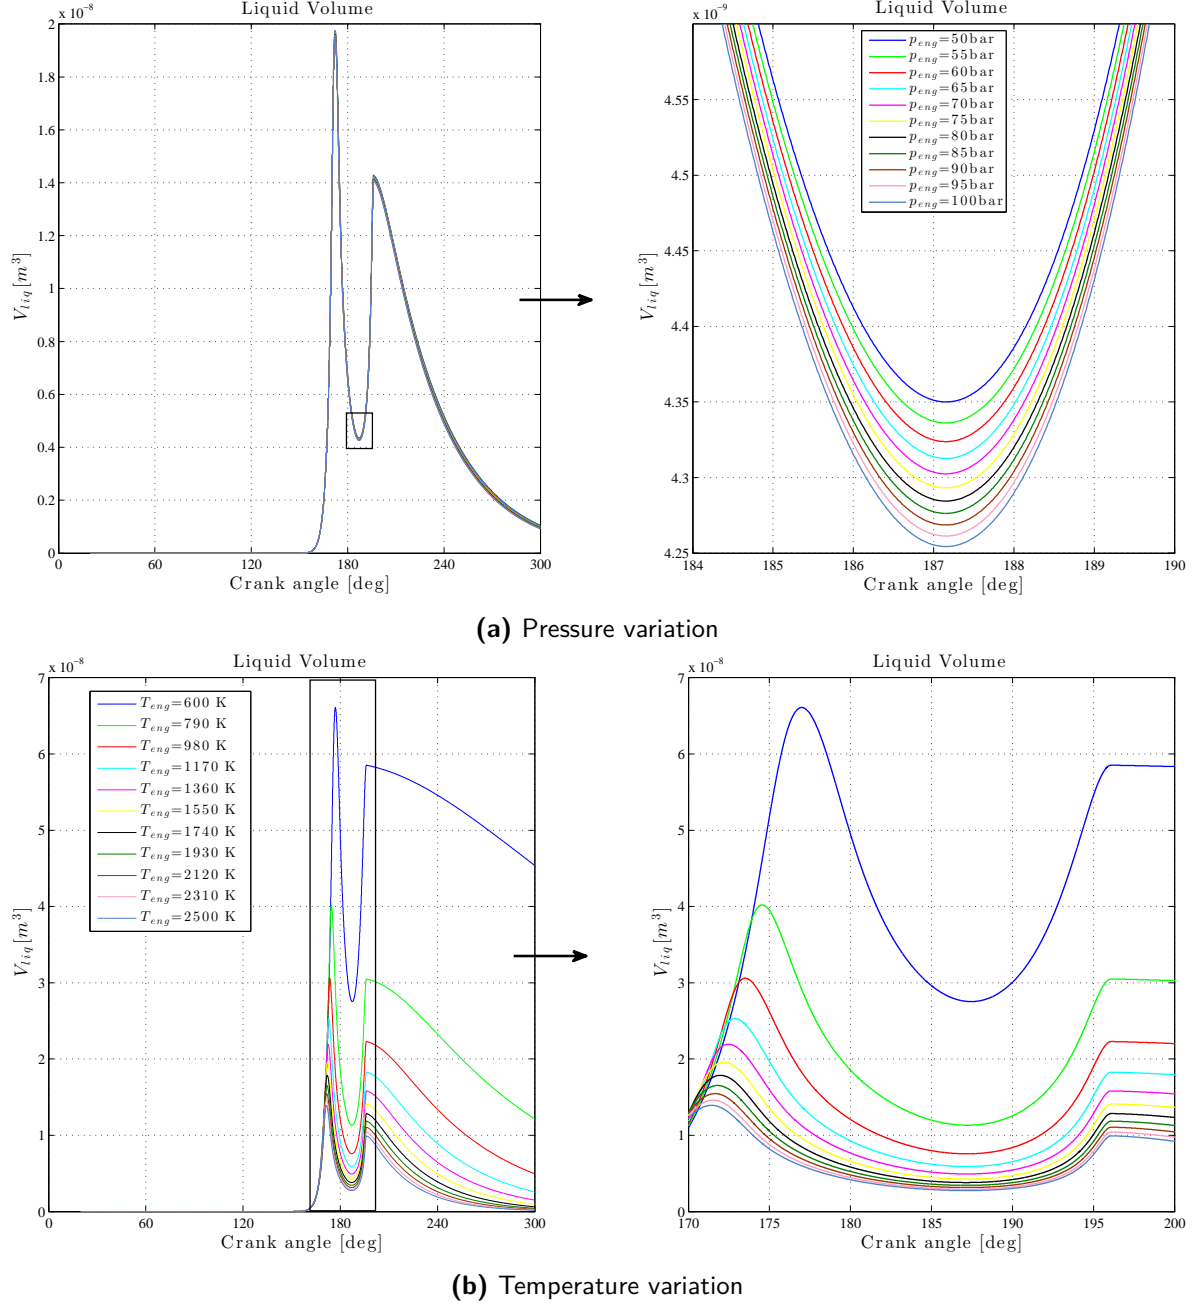 Liquid Volume
x 10⁻⁸
2
1.8
1.6
1.4
1.2
1
0.8
0.6
0.4
0.2
0
V_liq [m³]
0 60 120 180 240 300
Crank angle [deg]
Liquid Volume
x 10⁻⁹
4.55
4.5
4.45
4.4
4.35
4.3
4.25
V_liq [m³]
p_eng=50bar
p_eng=55bar
p_eng=60bar
p_eng=65bar
p_eng=70bar
p_eng=75bar
p_eng=80bar
p_eng=85bar
p_eng=90bar
p_eng=95bar
p_eng=100bar
184 185 186 187 188 189 190
Crank angle [deg]
(a) Pressure variation
Liquid Volume
x 10⁻⁸
7
6
5
4
3
2
1
0
V_liq [m³]
T_eng=600 K
T_eng=790 K
T_eng=980 K
T_eng=1170 K
T_eng=1360 K
T_eng=1550 K
T_eng=1740 K
T_eng=1930 K
T_eng=2120 K
T_eng=2310 K
T_eng=2500 K
0 60 120 180 240 300
Crank angle [deg]
Liquid Volume
x 10⁻⁸
7
6
5
4
3
2
1
0
V_liq [m³]
170 175 180 185 190 195 200
Crank angle [deg]
(b) Temperature variation